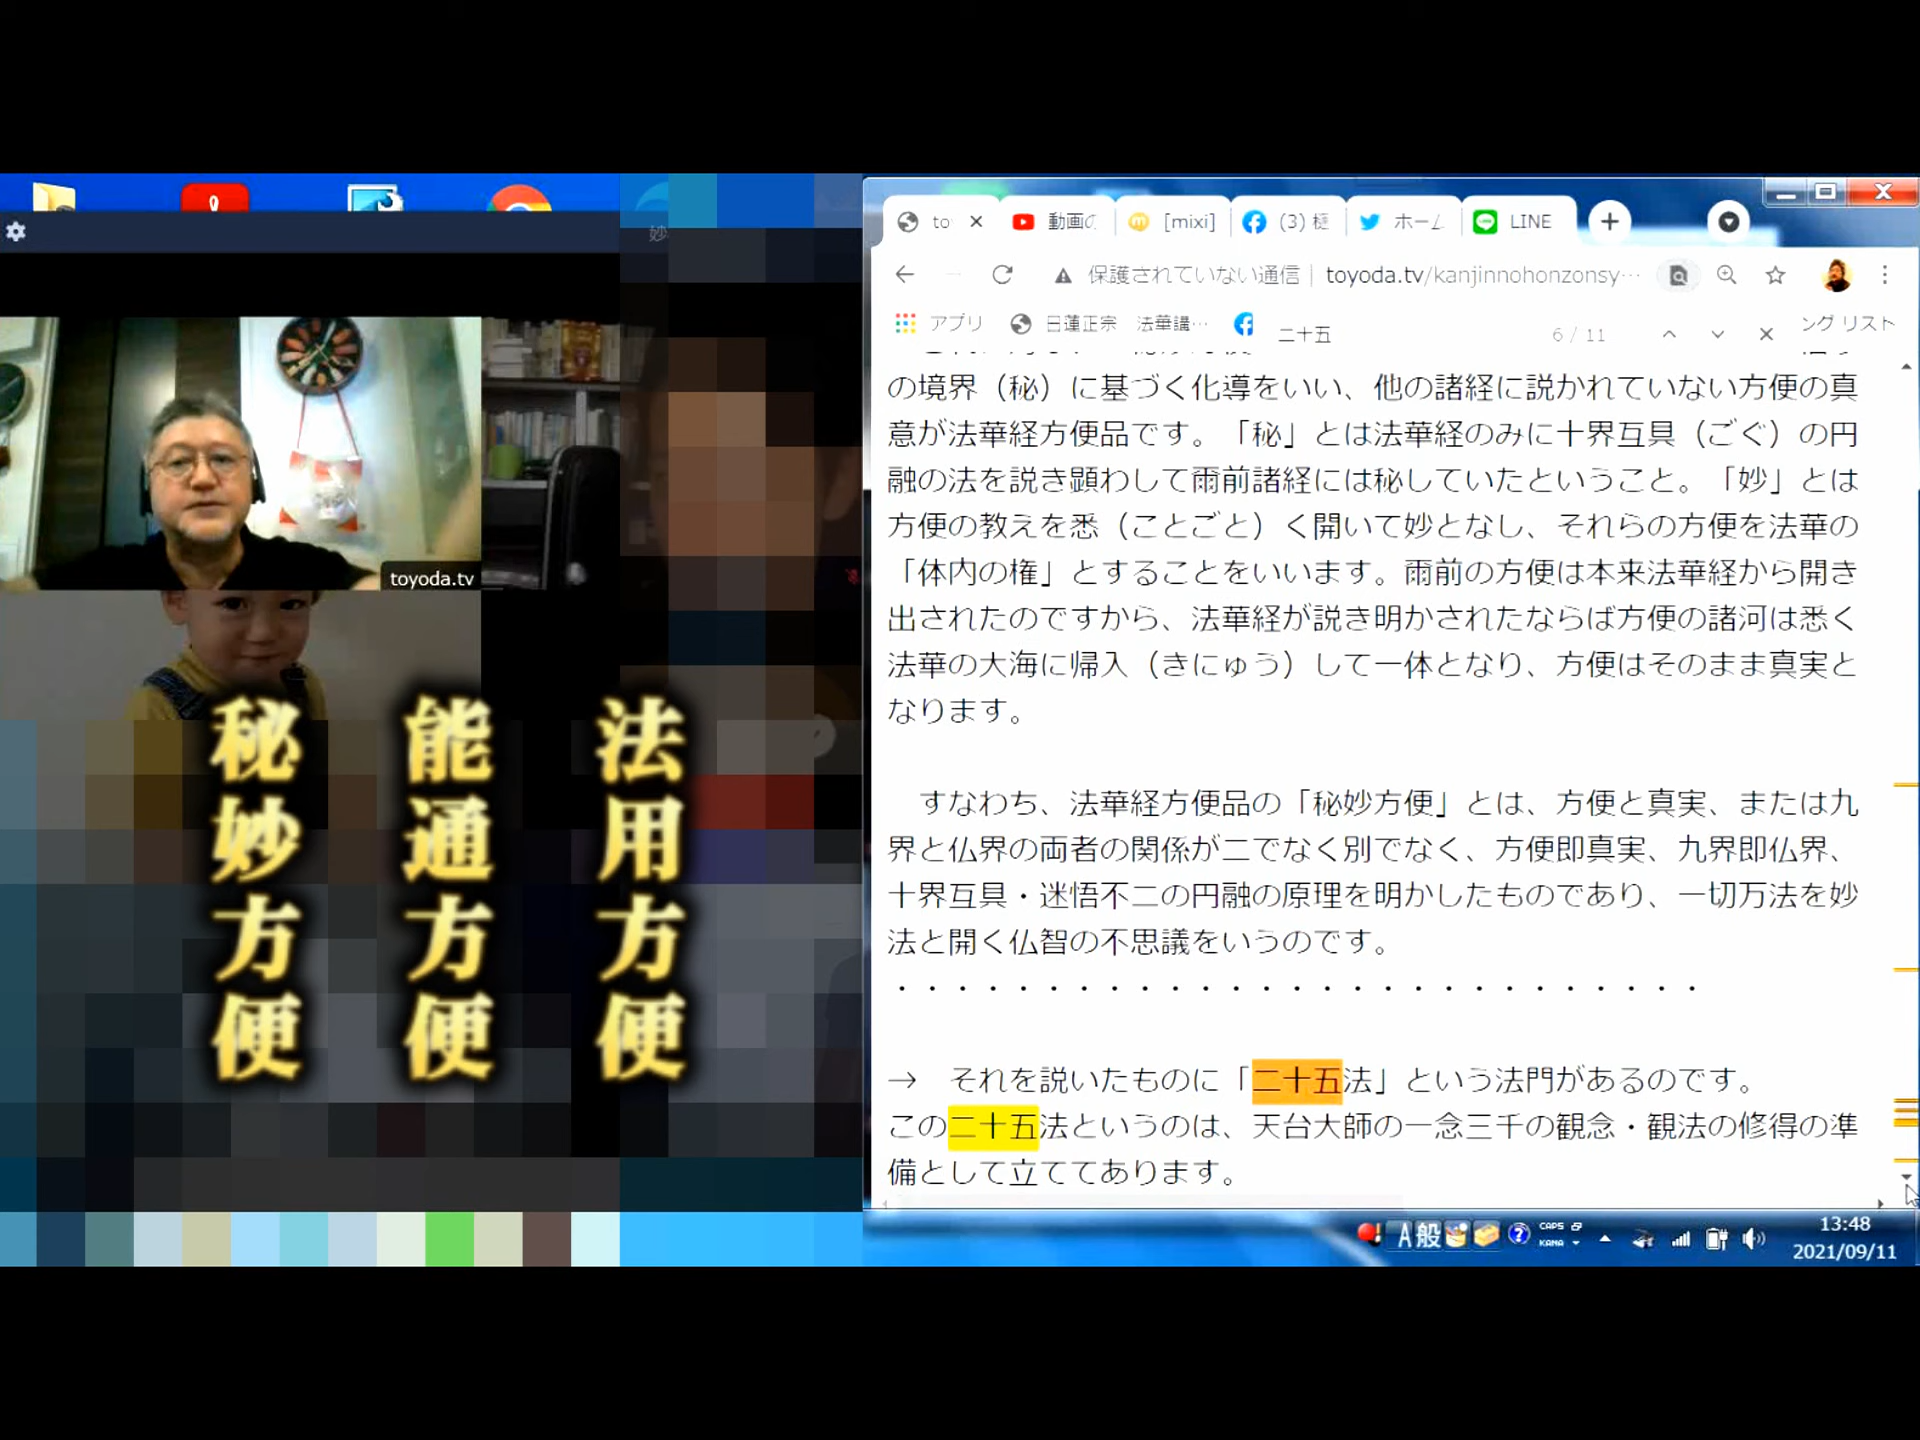 toyoda.tv
法用方便
能通方便
秘妙方便
to
動画の
[mixi]
(3) 樋
ホーム
LINE
保護されていない通信 | toyoda.tv/kanjinnohonzonsy…
アプリ
日蓮正宗 法華講…
二十五
6 / 11
ング リスト
の境界（秘）に基づく化導をいい、他の諸経に説かれていない方便の真
意が法華経方便品です。「秘」とは法華経のみに十界互具（ごぐ）の円
融の法を説き顕わして雨前諸経には秘していたということ。「妙」とは
方便の教えを悉（ことごと）く開いて妙となし、それらの方便を法華の
「体内の権」とすることをいいます。雨前の方便は本来法華経から開き
出されたのですから、法華経が説き明かされたならば方便の諸河は悉く
法華の大海に帰入（きにゅう）して一体となり、方便はそのまま真実と
なります。
すなわち、法華経方便品の「秘妙方便」とは、方便と真実、または九
界と仏界の両者の関係が二でなく別でなく、方便即真実、九界即仏界、
十界互具・迷悟不二の円融の原理を明かしたものであり、一切万法を妙
法と開く仏智の不思議をいうのです。
・・・・・・・・・・・・・・・・・・・・・・・・・・・
→　それを説いたものに「二十五法」という法門があるのです。
この二十五法というのは、天台大師の一念三千の観念・観法の修得の準
備として立ててあります。
A 般
CAPS
KANA
13:48
2021/09/11